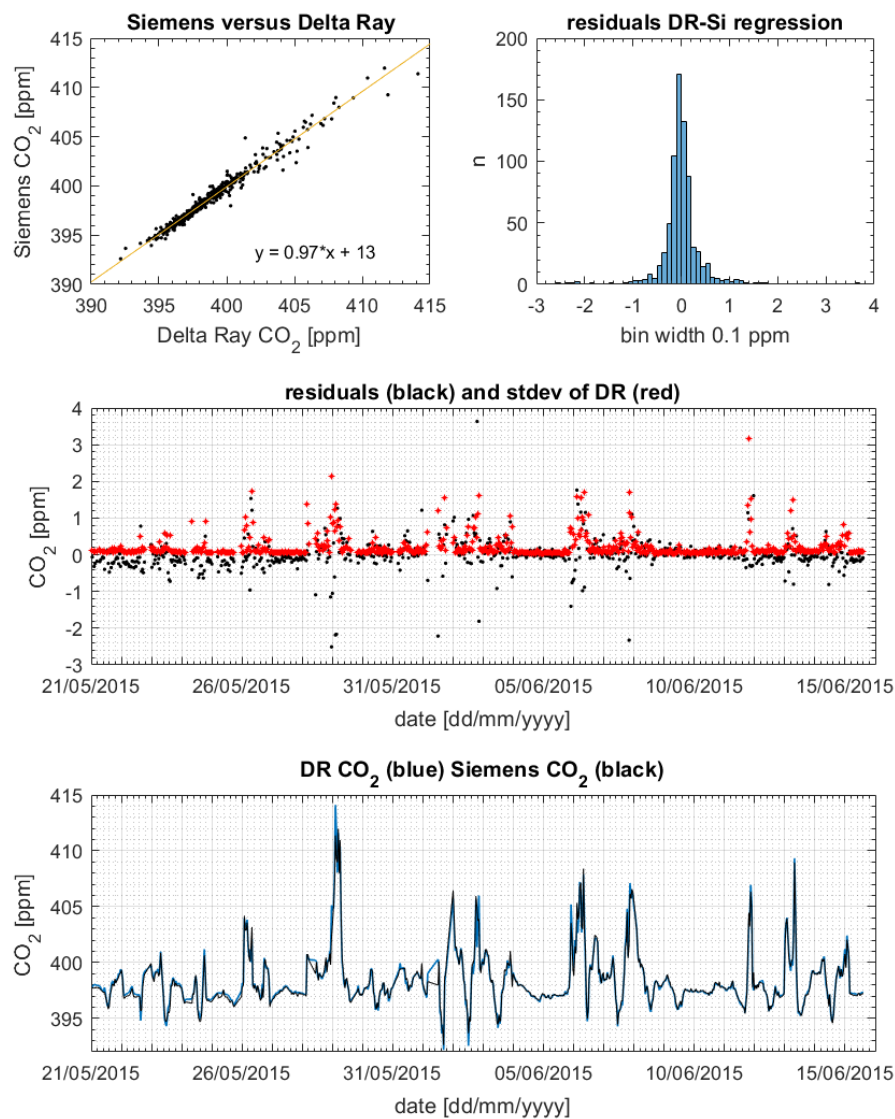 Siemens versus Delta Ray
415
410
405
400
395
390
Siemens CO2 [ppm]
y = 0.97*x + 13
390 395 400 405 410 415
Delta Ray CO2 [ppm]
residuals DR-Si regression
200
150
100
50
0
n
-3 -2 -1 0 1 2 3 4
bin width 0.1 ppm
residuals (black) and stdev of DR (red)
4
3
2
1
0
-1
-2
-3
CO2 [ppm]
21/05/2015 26/05/2015 31/05/2015 05/06/2015 10/06/2015 15/06/2015
date [dd/mm/yyyy]
DR CO2 (blue) Siemens CO2 (black)
415
410
405
400
395
CO2 [ppm]
21/05/2015 26/05/2015 31/05/2015 05/06/2015 10/06/2015 15/06/2015
date [dd/mm/yyyy]